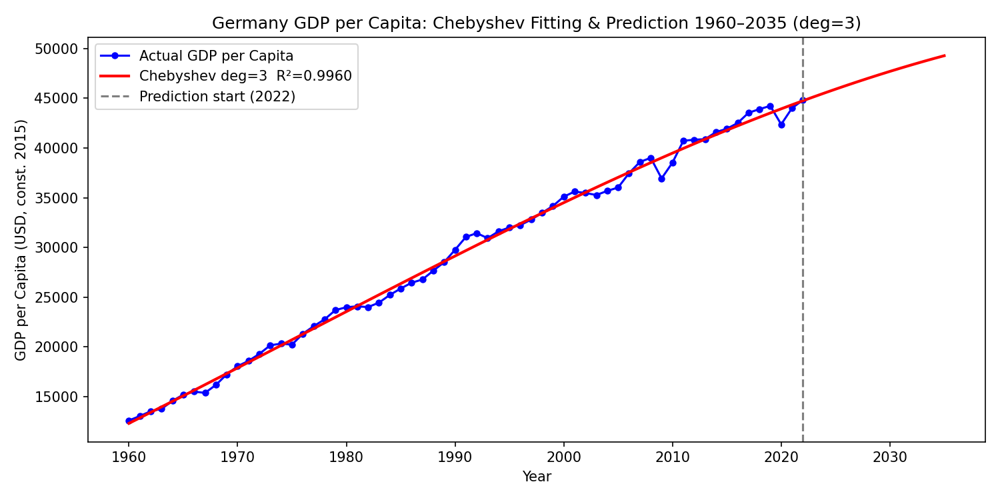 Germany GDP per Capita: Chebyshev Fitting & Prediction 1960–2035 (deg=3)
Actual GDP per Capita
Chebyshev deg=3  R²=0.9960
Prediction start (2022)
GDP per Capita (USD, const. 2015)
50000
45000
40000
35000
30000
25000
20000
15000
1960 1970 1980 1990 2000 2010 2020 2030
Year